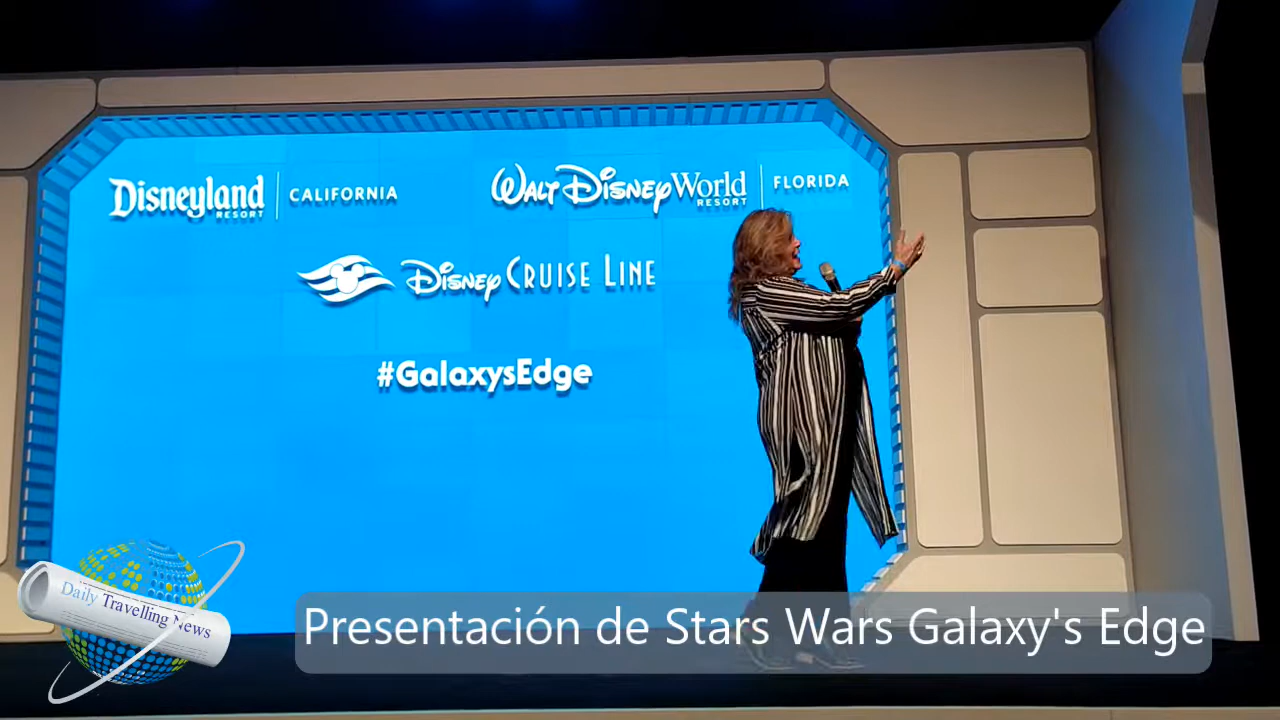 Disneyland RESORT | CALIFORNIA
WALT DISNEY World RESORT | FLORIDA
DISNEY CRUISE LINE
#GalaxysEdge
Daily Travelling News
Presentación de Stars Wars Galaxy's Edge